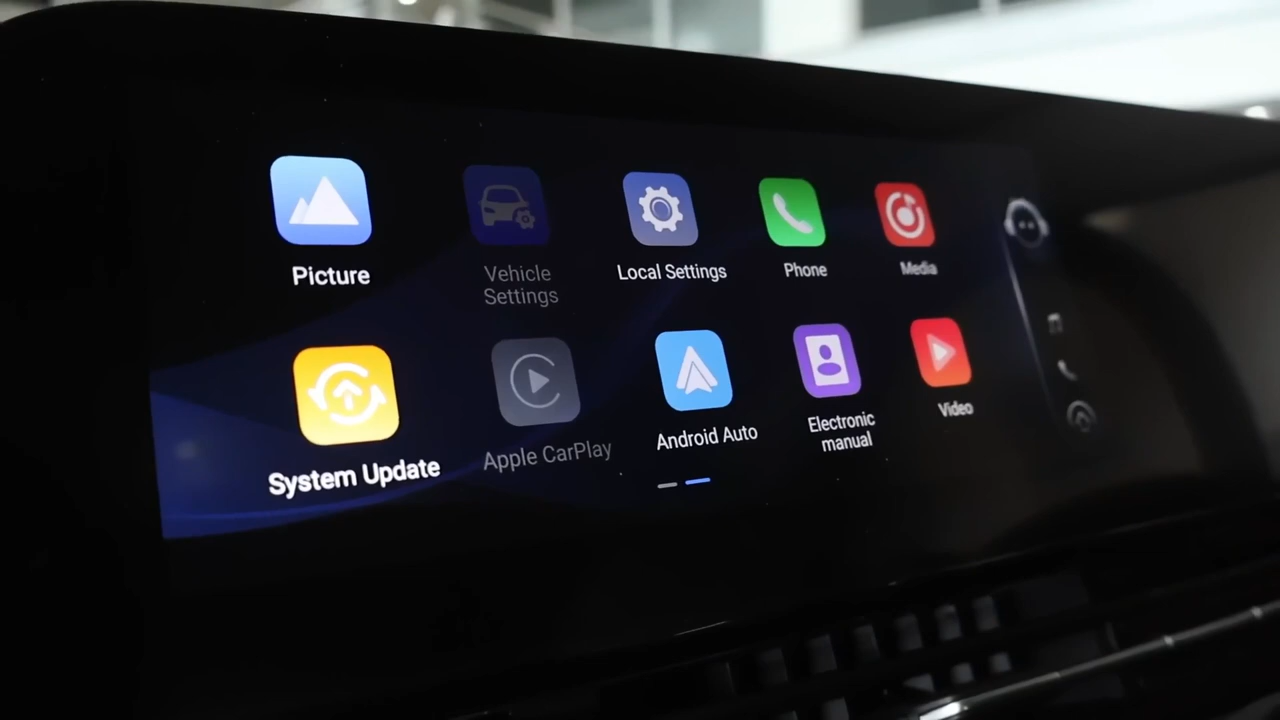 Picture
Vehicle
Settings
Local Settings
Phone
Media
System Update
Apple CarPlay
Android Auto
Electronic
manual
Video